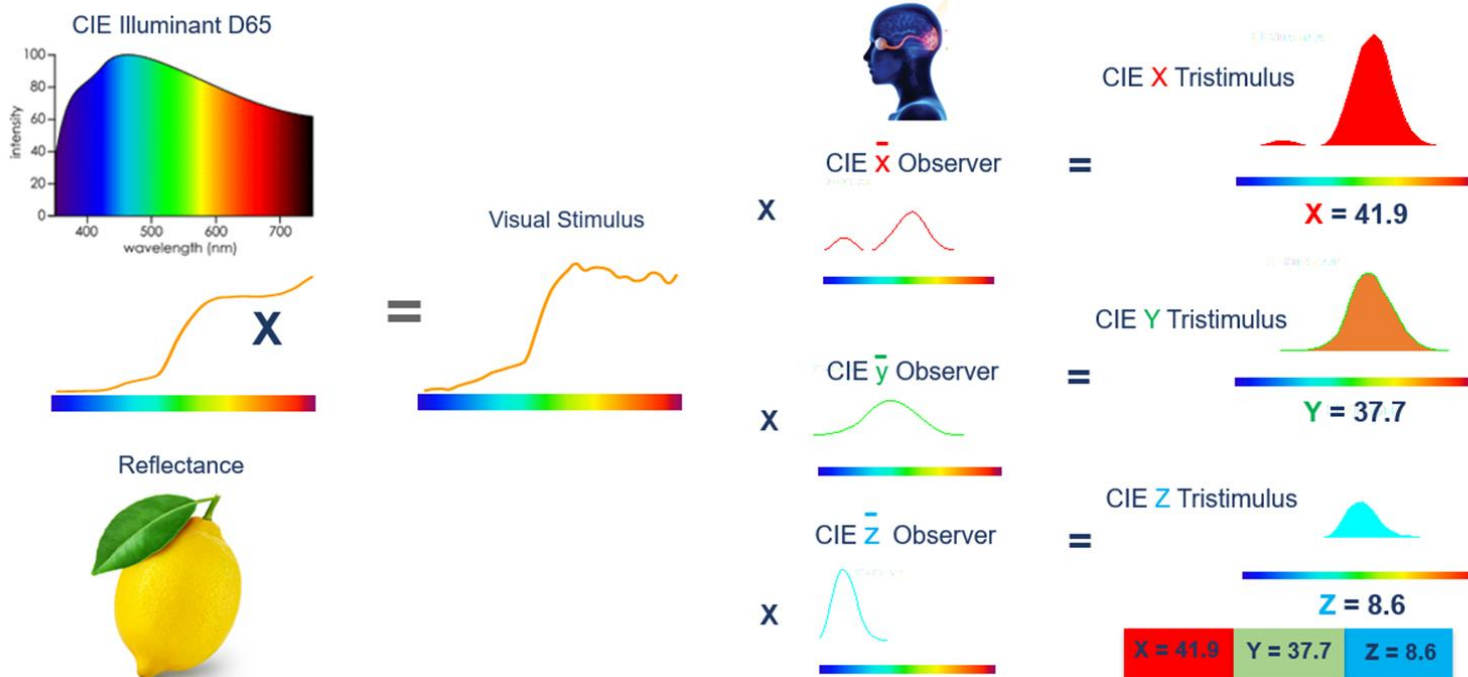 CIE Illuminant D65
100
80
60
40
20
0
intensity
400 500 600 700
wavelength (nm)
X
=
Reflectance
Visual Stimulus
X
CIE x̄ Observer
=
CIE X Tristimulus
X = 41.9
X
CIE ȳ Observer
=
CIE Y Tristimulus
Y = 37.7
X
CIE z̄ Observer
=
CIE Z Tristimulus
Z = 8.6
X = 41.9 Y = 37.7 Z = 8.6